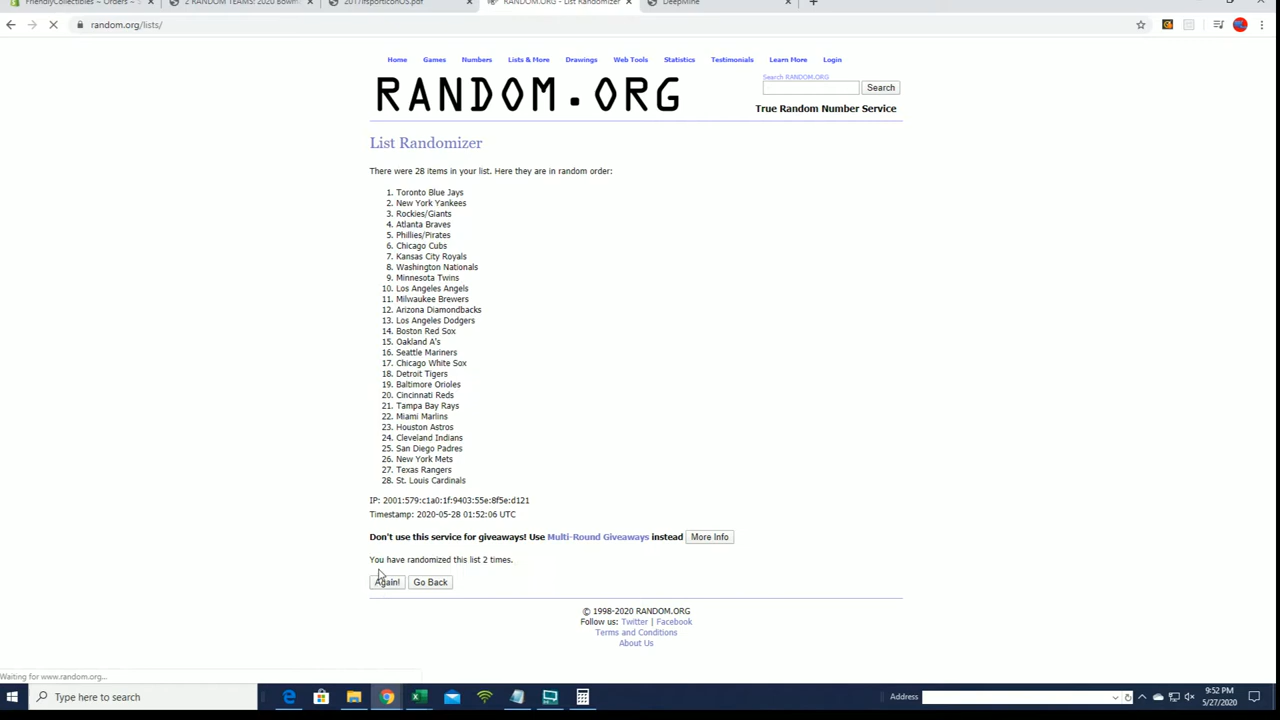 FriendlyCollectibles – Orders –
2 RANDOM TEAMS: 2020 Bowm
RANDOM.ORG - List Randomizer
DeepMine
random.org/lists/
Home Games Numbers Lists & More Drawings Web Tools Statistics Testimonials Learn More Login
RANDOM.ORG
Search RANDOM.ORG
Search
True Random Number Service
List Randomizer
There were 28 items in your list. Here they are in random order:
1. Toronto Blue Jays
2. New York Yankees
3. Rockies/Giants
4. Atlanta Braves
5. Phillies/Pirates
6. Chicago Cubs
7. Kansas City Royals
8. Washington Nationals
9. Minnesota Twins
10. Los Angeles Angels
11. Milwaukee Brewers
12. Arizona Diamondbacks
13. Los Angeles Dodgers
14. Boston Red Sox
15. Oakland A's
16. Seattle Mariners
17. Chicago White Sox
18. Detroit Tigers
19. Baltimore Orioles
20. Cincinnati Reds
21. Tampa Bay Rays
22. Miami Marlins
23. Houston Astros
24. Cleveland Indians
25. San Diego Padres
26. New York Mets
27. Texas Rangers
28. St. Louis Cardinals
IP: 2001:579:c1a0:1f:9403:55e:8f5e:d121
Timestamp: 2020-05-28 01:52:06 UTC
Don't use this service for giveaways! Use Multi-Round Giveaways instead More Info
You have randomized this list 2 times.
Again! Go Back
© 1998-2020 RANDOM.ORG
Follow us: Twitter | Facebook
Terms and Conditions
About Us
Waiting for www.random.org...
Type here to search
Address
9:52 PM
5/27/2020